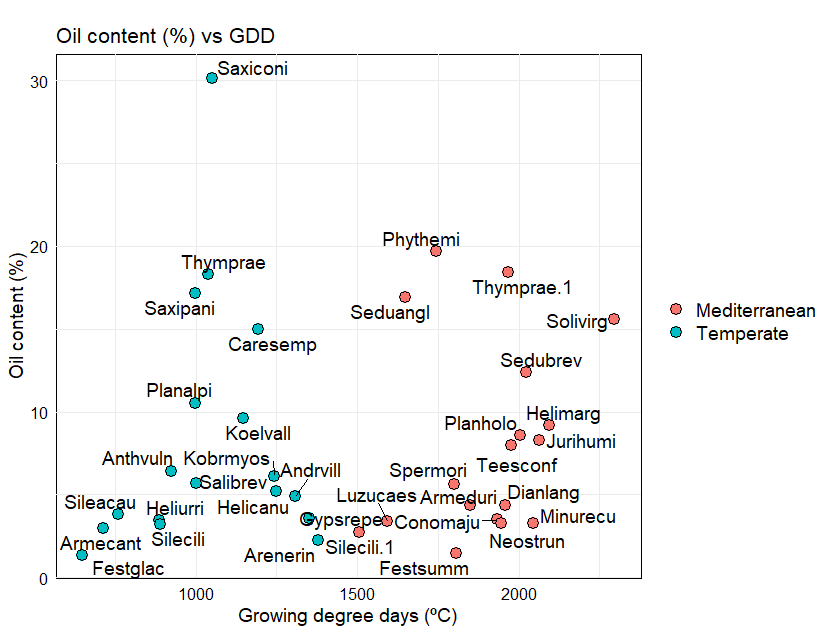 Oil content (%) vs GDD
Saxiconi
30
Phythemi
20
Thymprae
Thymprae.1
Saxipani
Seduangl
Solivirg
Caresemp
Sedubrev
Planalpi
10
Helimarg
Planholo
Koelvall
Jurihumi
Anthvuln
Kobrmyos
Andrvill
Spermori
Teesconf
Salibrev
Sileacau
Heliurri
Helicanu
Luzucaes
Armeduri
Dianlang
Gypsrepe
Conomaju
Minurecu
Armecant
Silecili
Silecili.1
Neostrun
Arenerin
Festglac
Festsumm
0
1000
1500
2000
Growing degree days (ºC)
Oil content (%)
Mediterranean
Temperate